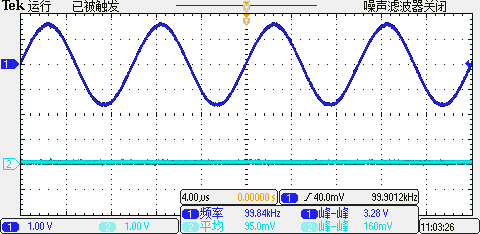 Tek 运行 已被触发 噪声滤波器关闭
1
2
4.00µs 0.00000s 1 40.0mV 99.9012kHz
1 频率 99.84kHz 1 峰-峰 3.28 V
2 平均 95.0mV 2 峰-峰 160mV
1 1.00 V 2 1.00 V 11:03:26